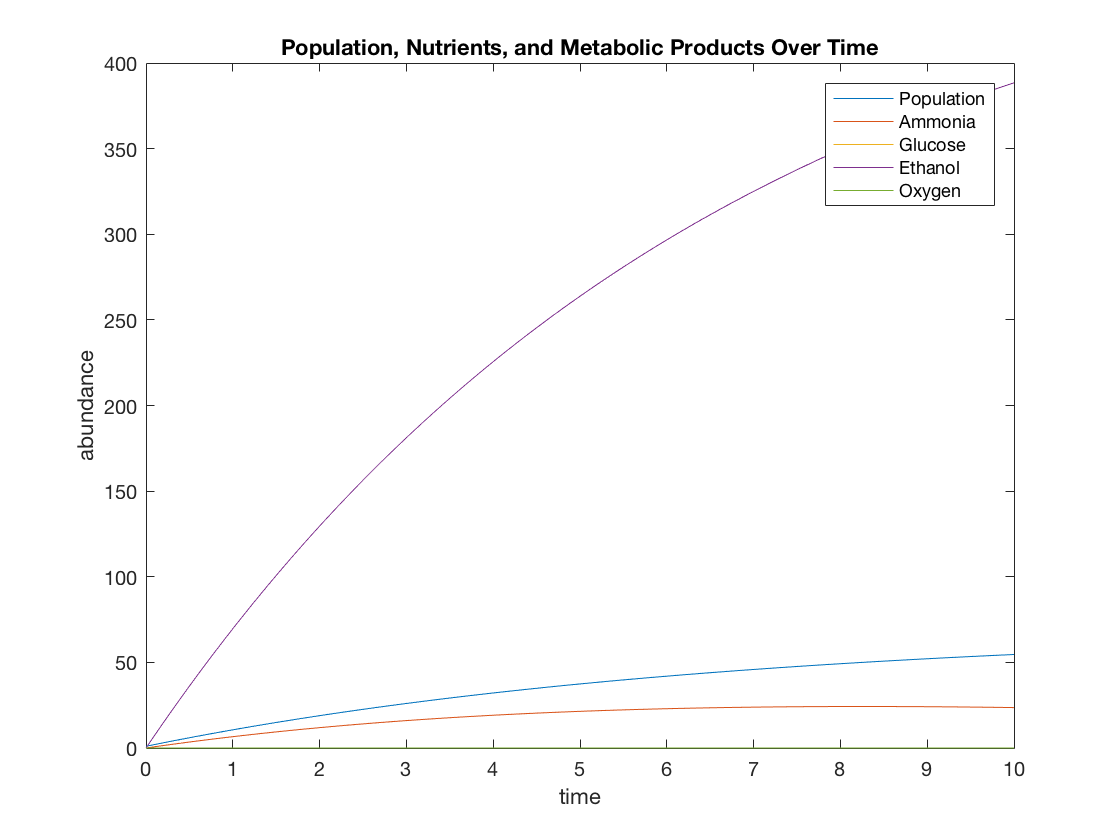 Population, Nutrients, and Metabolic Products Over Time
400
350
300
250
200
150
100
50
0
abundance
Population
Ammonia
Glucose
Ethanol
Oxygen
0 1 2 3 4 5 6 7 8 9 10
time